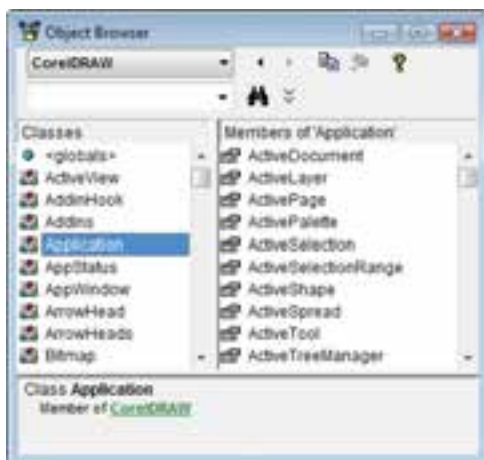 Object Browser
CorelDRAW
Classes
Members of 'Application'
<globals>
ActiveView
AddinHook
Addins
Application
AppStatus
AppWindow
ArrowHead
ArrowHeads
Bitmap
ActiveDocument
ActiveLayer
ActivePage
ActivePalette
ActiveSelection
ActiveSelectionRange
ActiveShape
ActiveSpread
ActiveTool
ActiveTreeManager
Class Application
Member of CorelDRAW